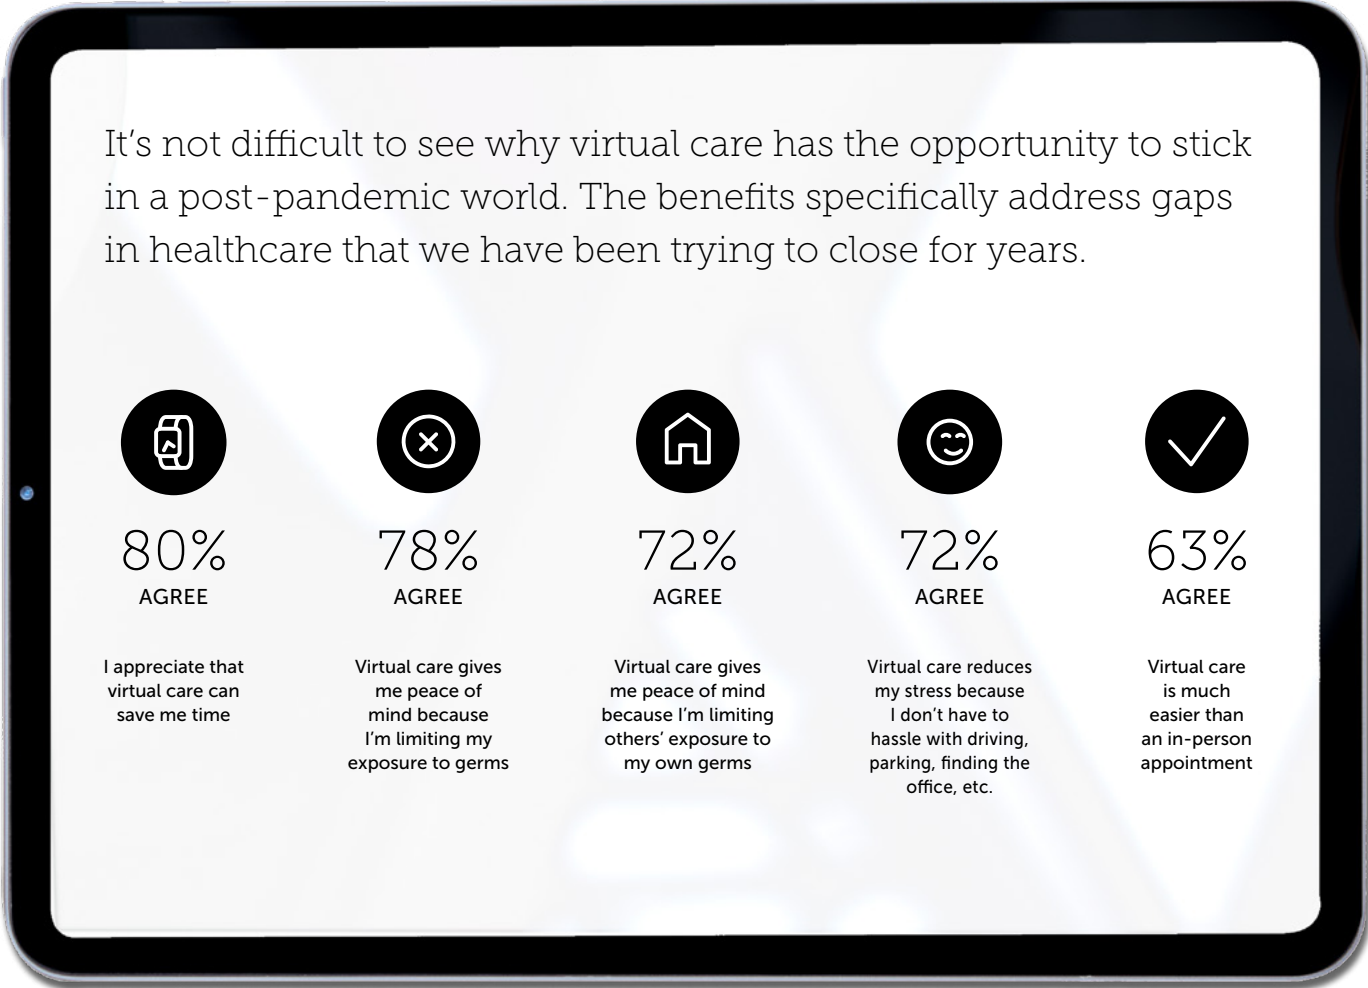 It's not difficult to see why virtual care has the opportunity to stick
in a post-pandemic world. The benefits specifically address gaps
in healthcare that we have been trying to close for years.
80%
AGREE
I appreciate that
virtual care can
save me time
78%
AGREE
Virtual care gives
me peace of
mind because
I'm limiting my
exposure to germs
72%
AGREE
Virtual care gives
me peace of mind
because I'm limiting
others' exposure to
my own germs
72%
AGREE
Virtual care reduces
my stress because
I don't have to
hassle with driving,
parking, finding the
office, etc.
63%
AGREE
Virtual care
is much
easier than
an in-person
appointment